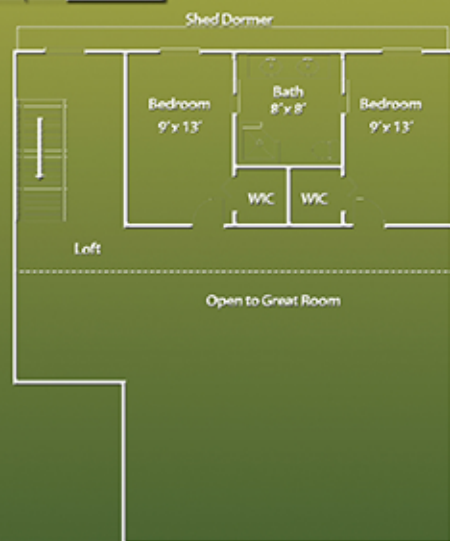 Shed Dormer
Bedroom
9'x 13'
Bath
8'x 8'
Bedroom
9'x 13'
WIC
WIC
Loft
Open to Great Room